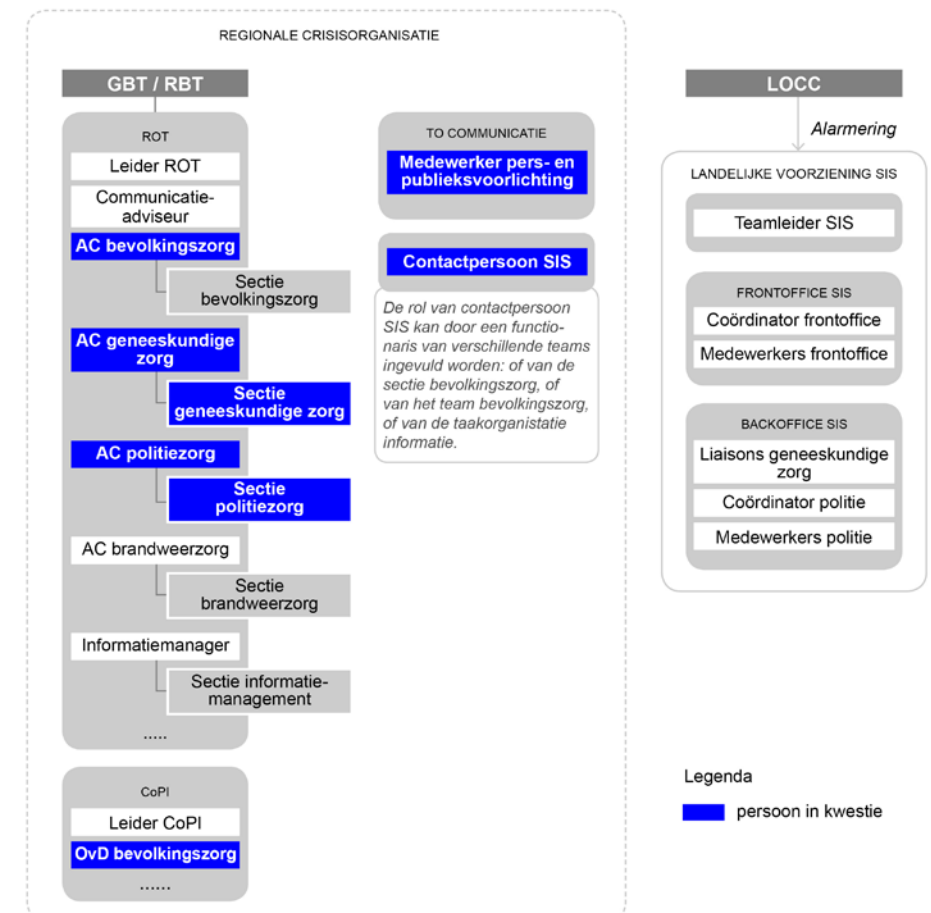 REGIONALE CRISISORGANISATIE
GBT / RBT
ROT
Leider ROT
Communicatie-
adviseur
AC bevolkingszorg
Sectie
bevolkingszorg
AC geneeskundige
zorg
Sectie
geneeskundige zorg
AC politiezorg
Sectie
politiezorg
AC brandweerzorg
Sectie
brandweerzorg
Informatiemanager
Sectie informatie-
management
.....
CoPI
Leider CoPI
OvD bevolkingszorg
......
TO COMMUNICATIE
Medewerker pers- en
publieksvoorlichting
Contactpersoon SIS
De rol van contactpersoon
SIS kan door een functio-
naris van verschillende teams
ingevuld worden: of van de
sectie bevolkingszorg, of
van het team bevolkingszorg,
of van de taakorganistatie
informatie.
LOCC
Alarmering
LANDELIJKE VOORZIENING SIS
Teamleider SIS
FRONTOFFICE SIS
Coördinator frontoffice
Medewerkers frontoffice
BACKOFFICE SIS
Liaisons geneeskundige
zorg
Coördinator politie
Medewerkers politie
Legenda
persoon in kwestie